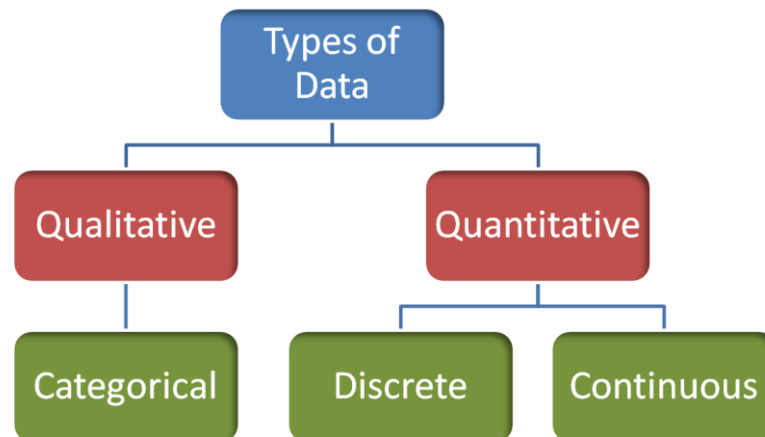 Types of
Data
Qualitative
Quantitative
Categorical
Discrete
Continuous